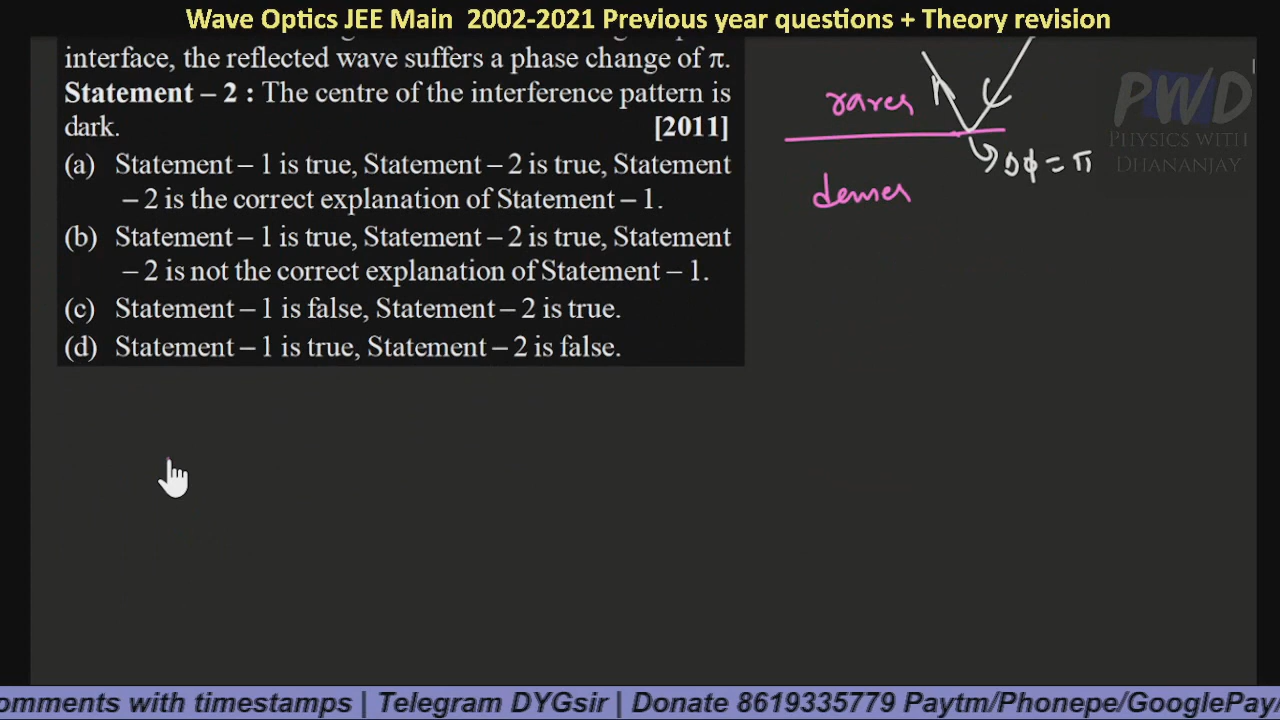 Wave Optics JEE Main 2002-2021 Previous year questions + Theory revision
interface, the reflected wave suffers a phase change of π.
Statement – 2 : The centre of the interference pattern is
dark. [2011]
(a) Statement – 1 is true, Statement – 2 is true, Statement
– 2 is the correct explanation of Statement – 1.
(b) Statement – 1 is true, Statement – 2 is true, Statement
– 2 is not the correct explanation of Statement – 1.
(c) Statement – 1 is false, Statement – 2 is true.
(d) Statement – 1 is true, Statement – 2 is false.
rarer
Δϕ = π
denser
PWD
PHYSICS WITH
DHANANJAY
omments with timestamps | Telegram DYGsir | Donate 8619335779 Paytm/Phonepe/GooglePay/